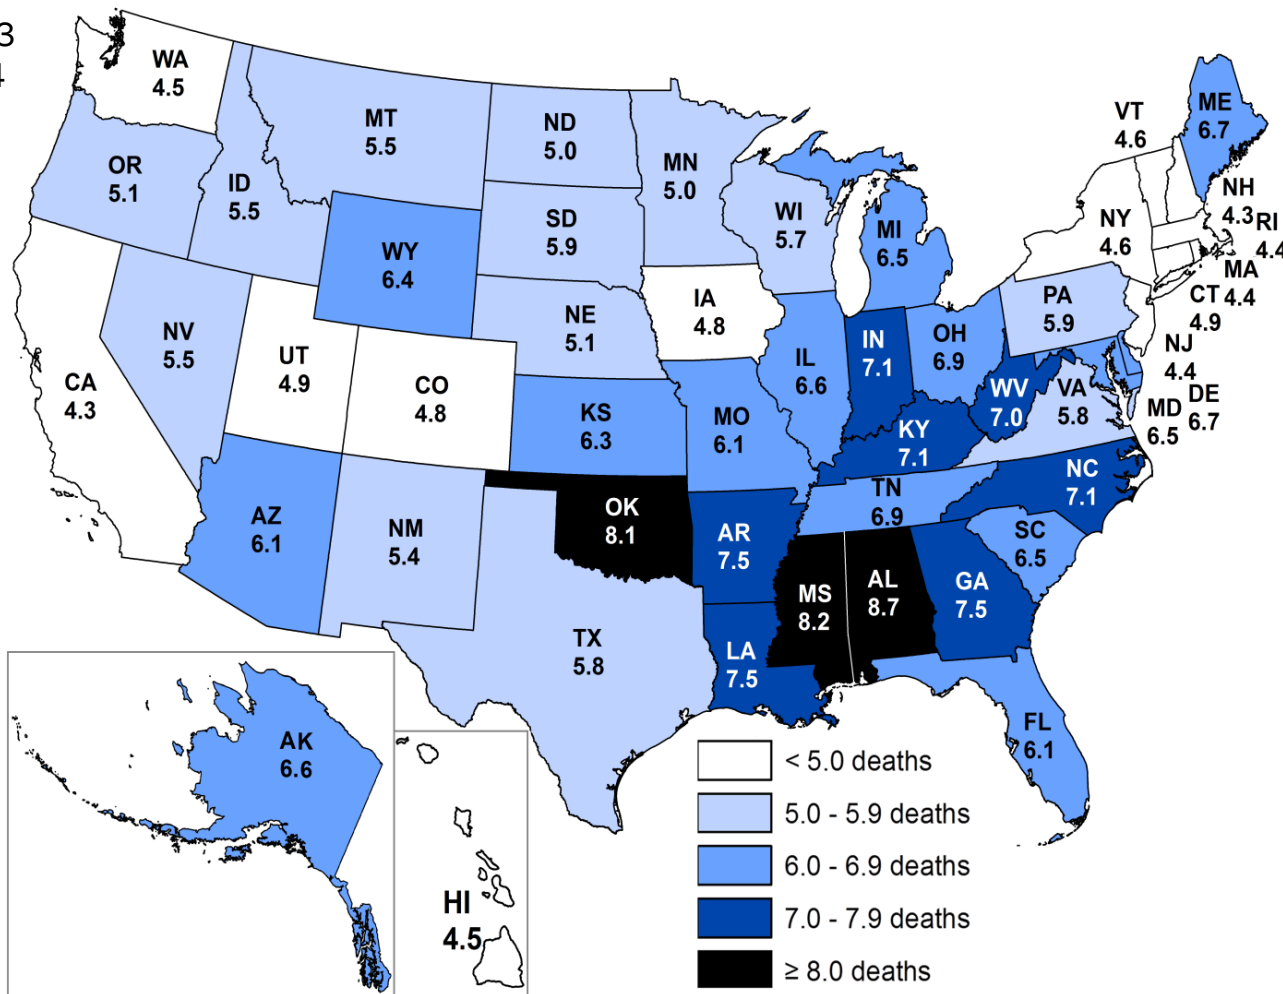 3
4
WA
4.5
MT
5.5
ND
5.0
MN
5.0
VT
4.6
ME
6.7
OR
5.1
ID
5.5
SD
5.9
WI
5.7
MI
6.5
NY
4.6
NH
4.3
RI
4.4
MA
4.4
CT
4.9
WY
6.4
IA
4.8
NE
5.1
PA
5.9
NJ
4.4
NV
5.5
UT
4.9
CO
4.8
IL
6.6
IN
7.1
OH
6.9
CA
4.3
KS
6.3
MO
6.1
WV
7.0
VA
5.8
MD
6.5
DE
6.7
KY
7.1
NC
7.1
TN
6.9
AZ
6.1
NM
5.4
OK
8.1
AR
7.5
SC
6.5
MS
8.2
AL
8.7
GA
7.5
TX
5.8
LA
7.5
FL
6.1
AK
6.6
HI
4.5
< 5.0 deaths
5.0 - 5.9 deaths
6.0 - 6.9 deaths
7.0 - 7.9 deaths
≥ 8.0 deaths